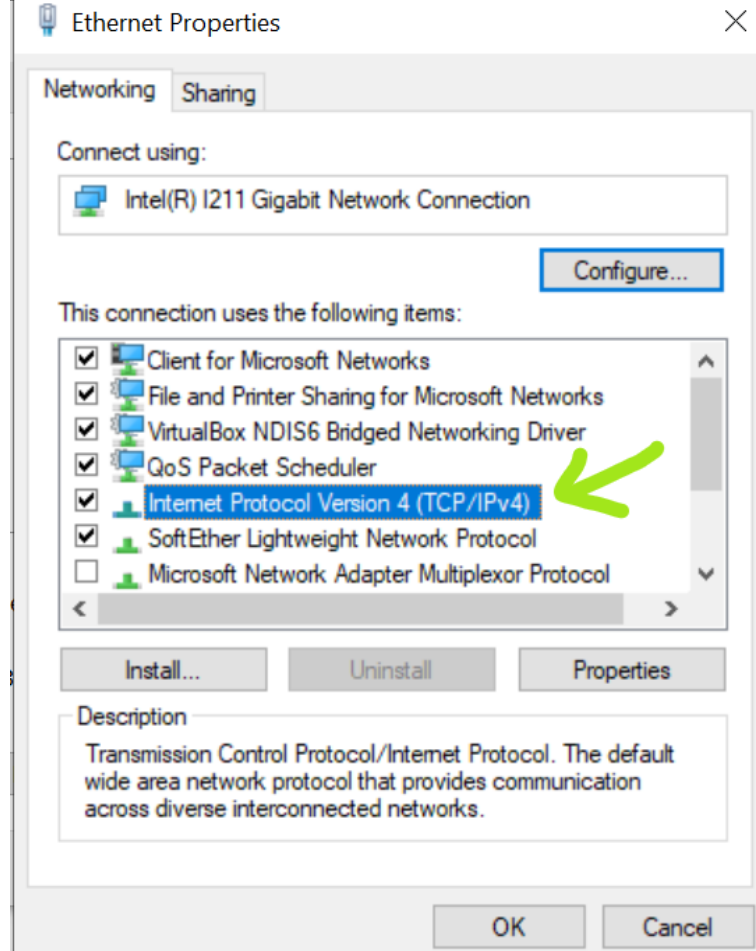 Ethernet Properties
Networking
Sharing
Connect using:
Intel(R) I211 Gigabit Network Connection
Configure...
This connection uses the following items:
Client for Microsoft Networks
File and Printer Sharing for Microsoft Networks
VirtualBox NDIS6 Bridged Networking Driver
QoS Packet Scheduler
Internet Protocol Version 4 (TCP/IPv4)
SoftEther Lightweight Network Protocol
Microsoft Network Adapter Multiplexor Protocol
Install...
Uninstall
Properties
Description
Transmission Control Protocol/Internet Protocol. The default
wide area network protocol that provides communication
across diverse interconnected networks.
OK
Cancel